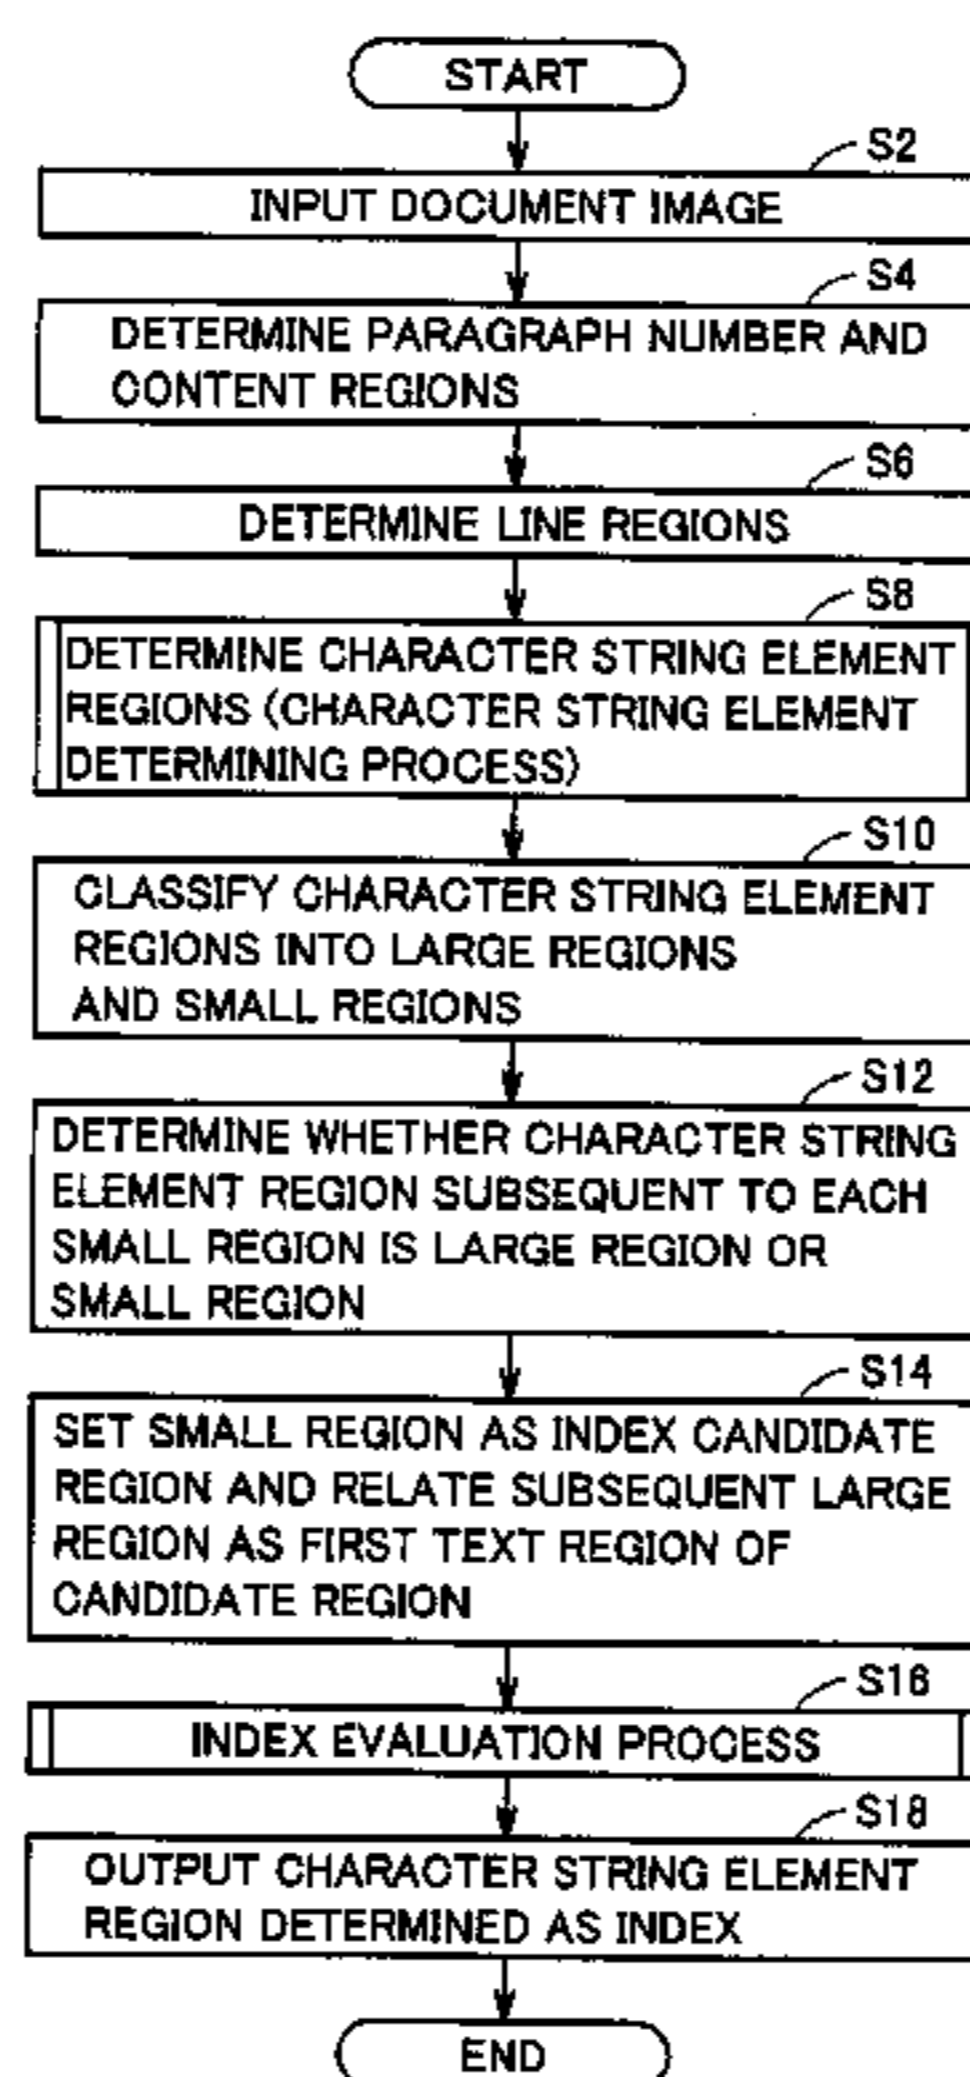 START
S2
INPUT DOCUMENT IMAGE
S4
DETERMINE PARAGRAPH NUMBER AND
CONTENT REGIONS
S6
DETERMINE LINE REGIONS
S8
DETERMINE CHARACTER STRING ELEMENT
REGIONS (CHARACTER STRING ELEMENT
DETERMINING PROCESS)
S10
CLASSIFY CHARACTER STRING ELEMENT
REGIONS INTO LARGE REGIONS
AND SMALL REGIONS
S12
DETERMINE WHETHER CHARACTER STRING
ELEMENT REGION SUBSEQUENT TO EACH
SMALL REGION IS LARGE REGION OR
SMALL REGION
S14
SET SMALL REGION AS INDEX CANDIDATE
REGION AND RELATE SUBSEQUENT LARGE
REGION AS FIRST TEXT REGION OF
CANDIDATE REGION
S16
INDEX EVALUATION PROCESS
S18
OUTPUT CHARACTER STRING ELEMENT
REGION DETERMINED AS INDEX
END